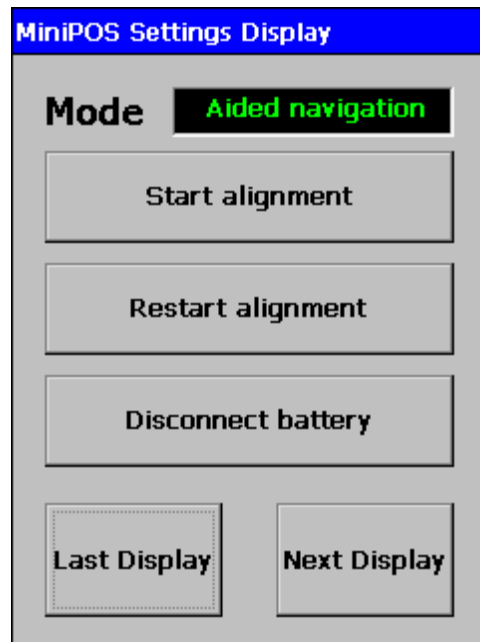 MiniPOS Settings Display
Mode Aided navigation
Start alignment
Restart alignment
Disconnect battery
Last Display Next Display